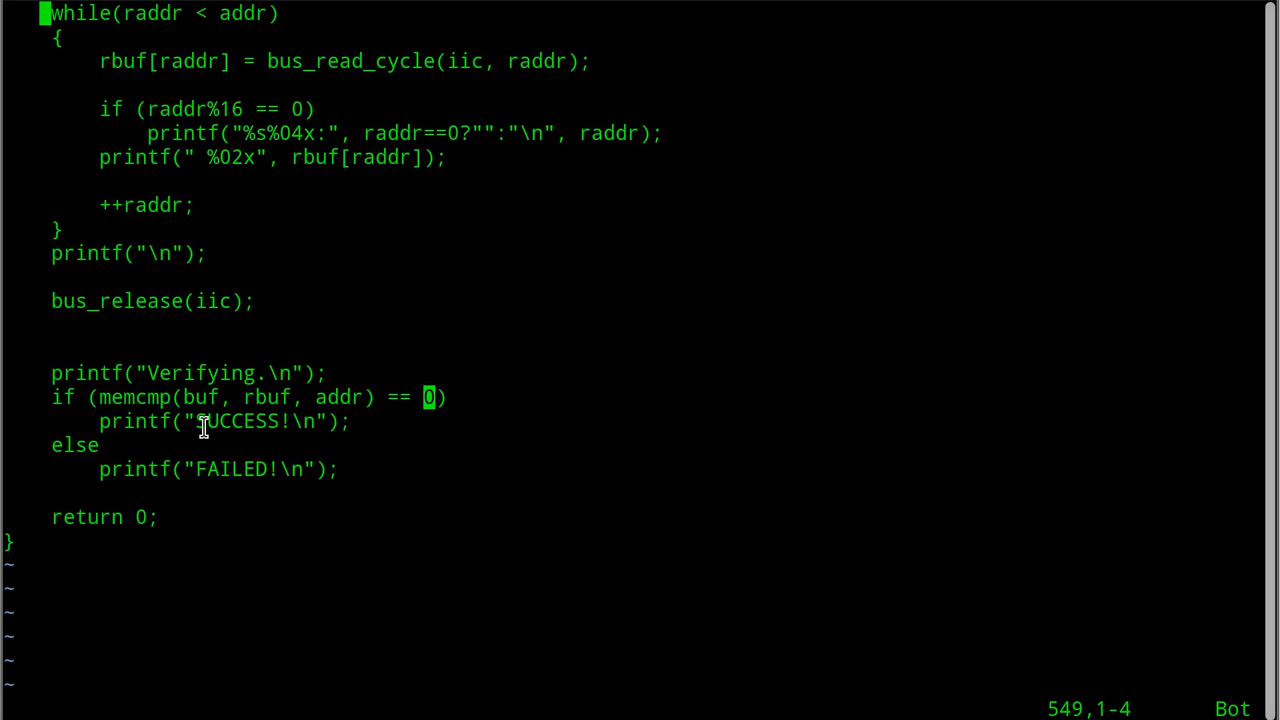 while(raddr < addr)
{
rbuf[raddr] = bus_read_cycle(iic, raddr);
if (raddr%16 == 0)
printf("%s%04x:", raddr==0?"":"\n", raddr);
printf(" %02x", rbuf[raddr]);
++raddr;
}
printf("\n");
bus_release(iic);
printf("Verifying.\n");
if (memcmp(buf, rbuf, addr) == 0)
printf("SUCCESS!\n");
else
printf("FAILED!\n");
return 0;
}
~
~
~
~
~
~
549,1-4 Bot